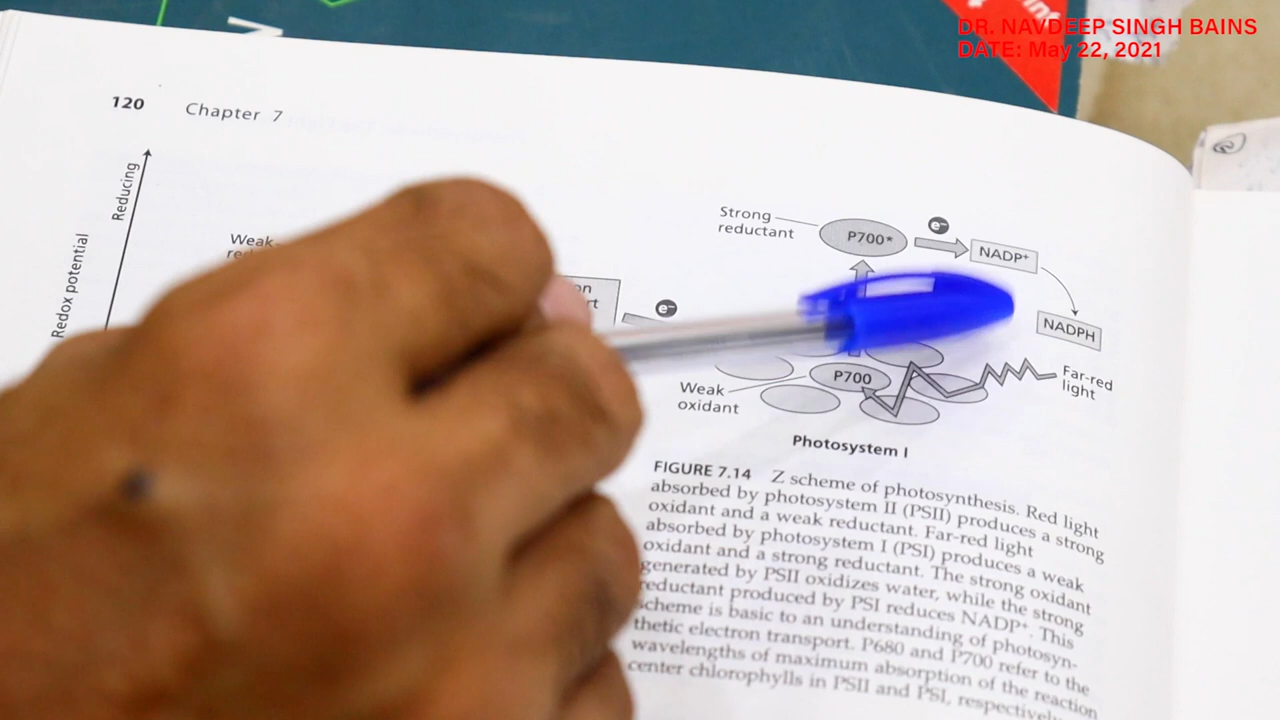 DR. NAVDEEP SINGH BAINS
DATE: May 22, 2021
inf
120 Chapter 7
Reducing
Redox potential
Weak
Strong
reductant
P700*
e⁻
NADP⁺
NADPH
e⁻
P700
Weak
oxidant
Far-red
light
Photosystem I
FIGURE 7.14 Z scheme of photosynthesis. Red light
absorbed by photosystem II (PSII) produces a strong
oxidant and a weak reductant. Far-red light
absorbed by photosystem I (PSI) produces a weak
oxidant and a strong reductant. The strong oxidant
generated by PSII oxidizes water, while the strong
reductant produced by PSI reduces NADP⁺. This
scheme is basic to an understanding of photosyn-
thetic electron transport. P680 and P700 refer to the
wavelengths of maximum absorption of the reaction
center chlorophylls in PSII and PSI, respectively